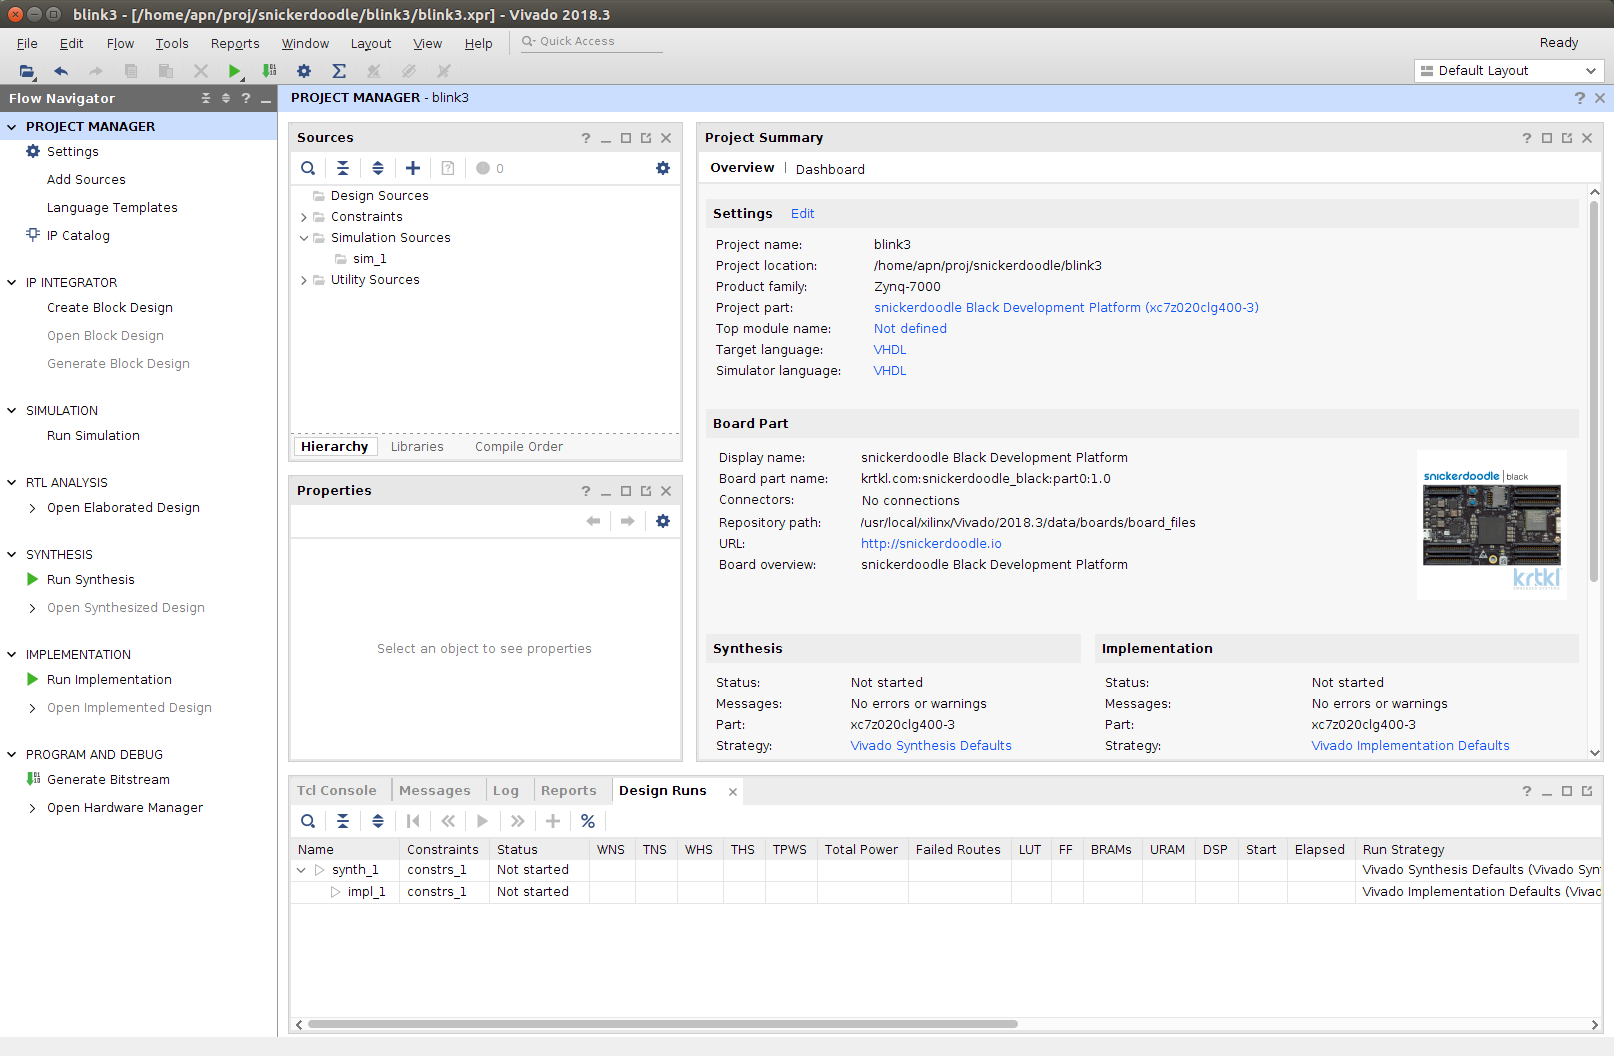 blink3 - [/home/apn/proj/snickerdoodle/blink3/blink3.xpr] - Vivado 2018.3
File Edit Flow Tools Reports Window Layout View Help Quick Access Ready
Default Layout
Flow Navigator
PROJECT MANAGER
Settings
Add Sources
Language Templates
IP Catalog
IP INTEGRATOR
Create Block Design
Open Block Design
Generate Block Design
SIMULATION
Run Simulation
RTL ANALYSIS
Open Elaborated Design
SYNTHESIS
Run Synthesis
Open Synthesized Design
IMPLEMENTATION
Run Implementation
Open Implemented Design
PROGRAM AND DEBUG
Generate Bitstream
Open Hardware Manager
PROJECT MANAGER - blink3
Sources
0
Design Sources
Constraints
Simulation Sources
sim_1
Utility Sources
Hierarchy Libraries Compile Order
Properties
Select an object to see properties
Project Summary
Overview | Dashboard
Settings Edit
Project name: blink3
Project location: /home/apn/proj/snickerdoodle/blink3
Product family: Zynq-7000
Project part: snickerdoodle Black Development Platform (xc7z020clg400-3)
Top module name: Not defined
Target language: VHDL
Simulator language: VHDL
Board Part
Display name: snickerdoodle Black Development Platform
Board part name: krtkl.com:snickerdoodle_black:part0:1.0
Connectors: No connections
Repository path: /usr/local/xilinx/Vivado/2018.3/data/boards/board_files
URL: http://snickerdoodle.io
Board overview: snickerdoodle Black Development Platform
snickerdoodle | black
krtkl
Synthesis
Status: Not started
Messages: No errors or warnings
Part: xc7z020clg400-3
Strategy: Vivado Synthesis Defaults
Implementation
Status: Not started
Messages: No errors or warnings
Part: xc7z020clg400-3
Strategy: Vivado Implementation Defaults
Tcl Console Messages Log Reports Design Runs
Name Constraints Status WNS TNS WHS THS TPWS Total Power Failed Routes LUT FF BRAMs URAM DSP Start Elapsed Run Strategy
synth_1 constrs_1 Not started Vivado Synthesis Defaults (Vivado Syn
impl_1 constrs_1 Not started Vivado Implementation Defaults (Vivad